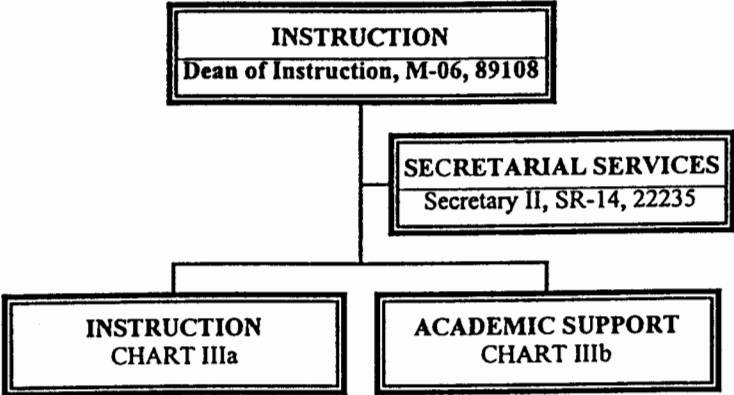 INSTRUCTION
Dean of Instruction, M-06, 89108
SECRETARIAL SERVICES
Secretary II, SR-14, 22235
INSTRUCTION
CHART IIIa
ACADEMIC SUPPORT
CHART IIIb